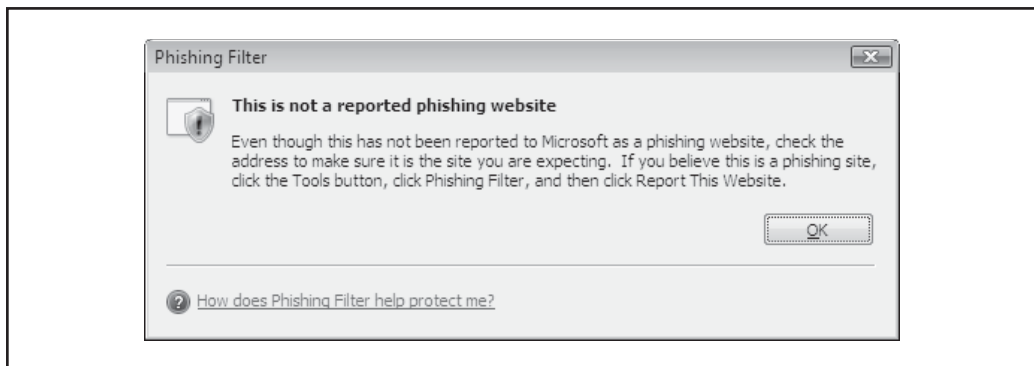 Phishing Filter
This is not a reported phishing website
Even though this has not been reported to Microsoft as a phishing website, check the
address to make sure it is the site you are expecting. If you believe this is a phishing site,
click the Tools button, click Phishing Filter, and then click Report This Website.
OK
How does Phishing Filter help protect me?